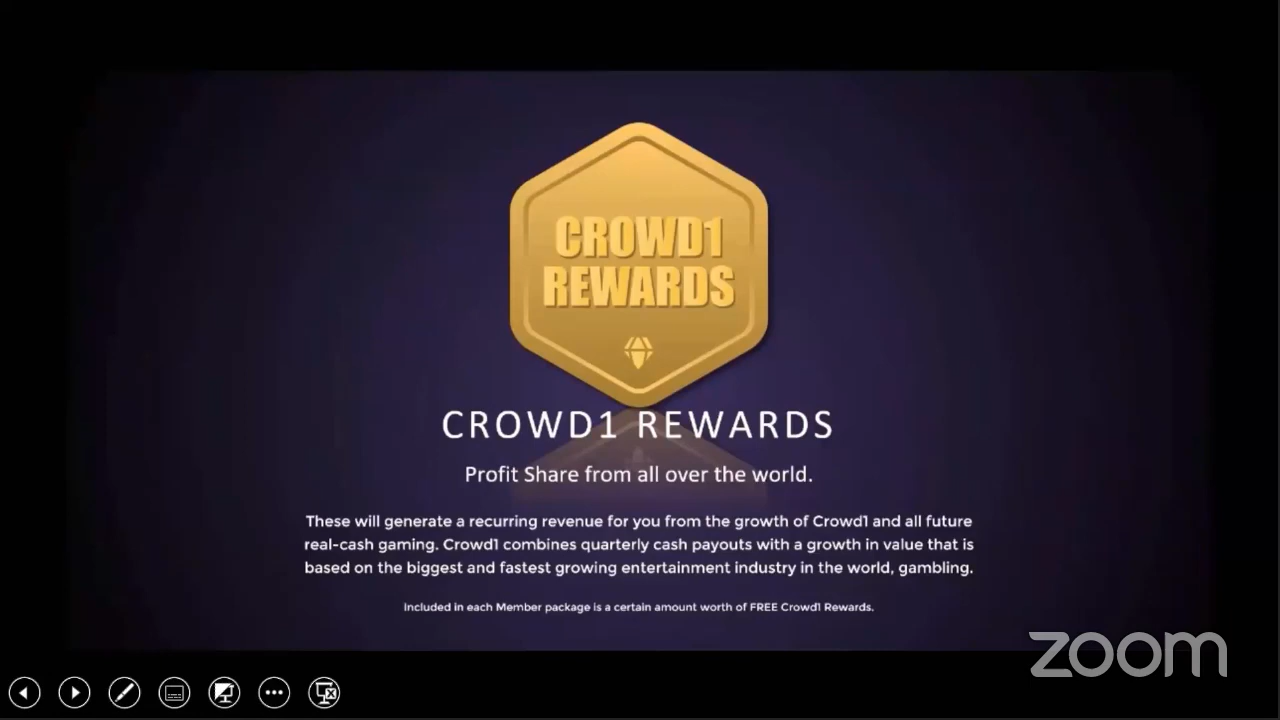 CROWD1
REWARDS
CROWD1 REWARDS
Profit Share from all over the world.
These will generate a recurring revenue for you from the growth of Crowd1 and all future
real-cash gaming. Crowd1 combines quarterly cash payouts with a growth in value that is
based on the biggest and fastest growing entertainment industry in the world, gambling.
Included in each Member package is a certain amount worth of FREE Crowd1 Rewards.
zoom